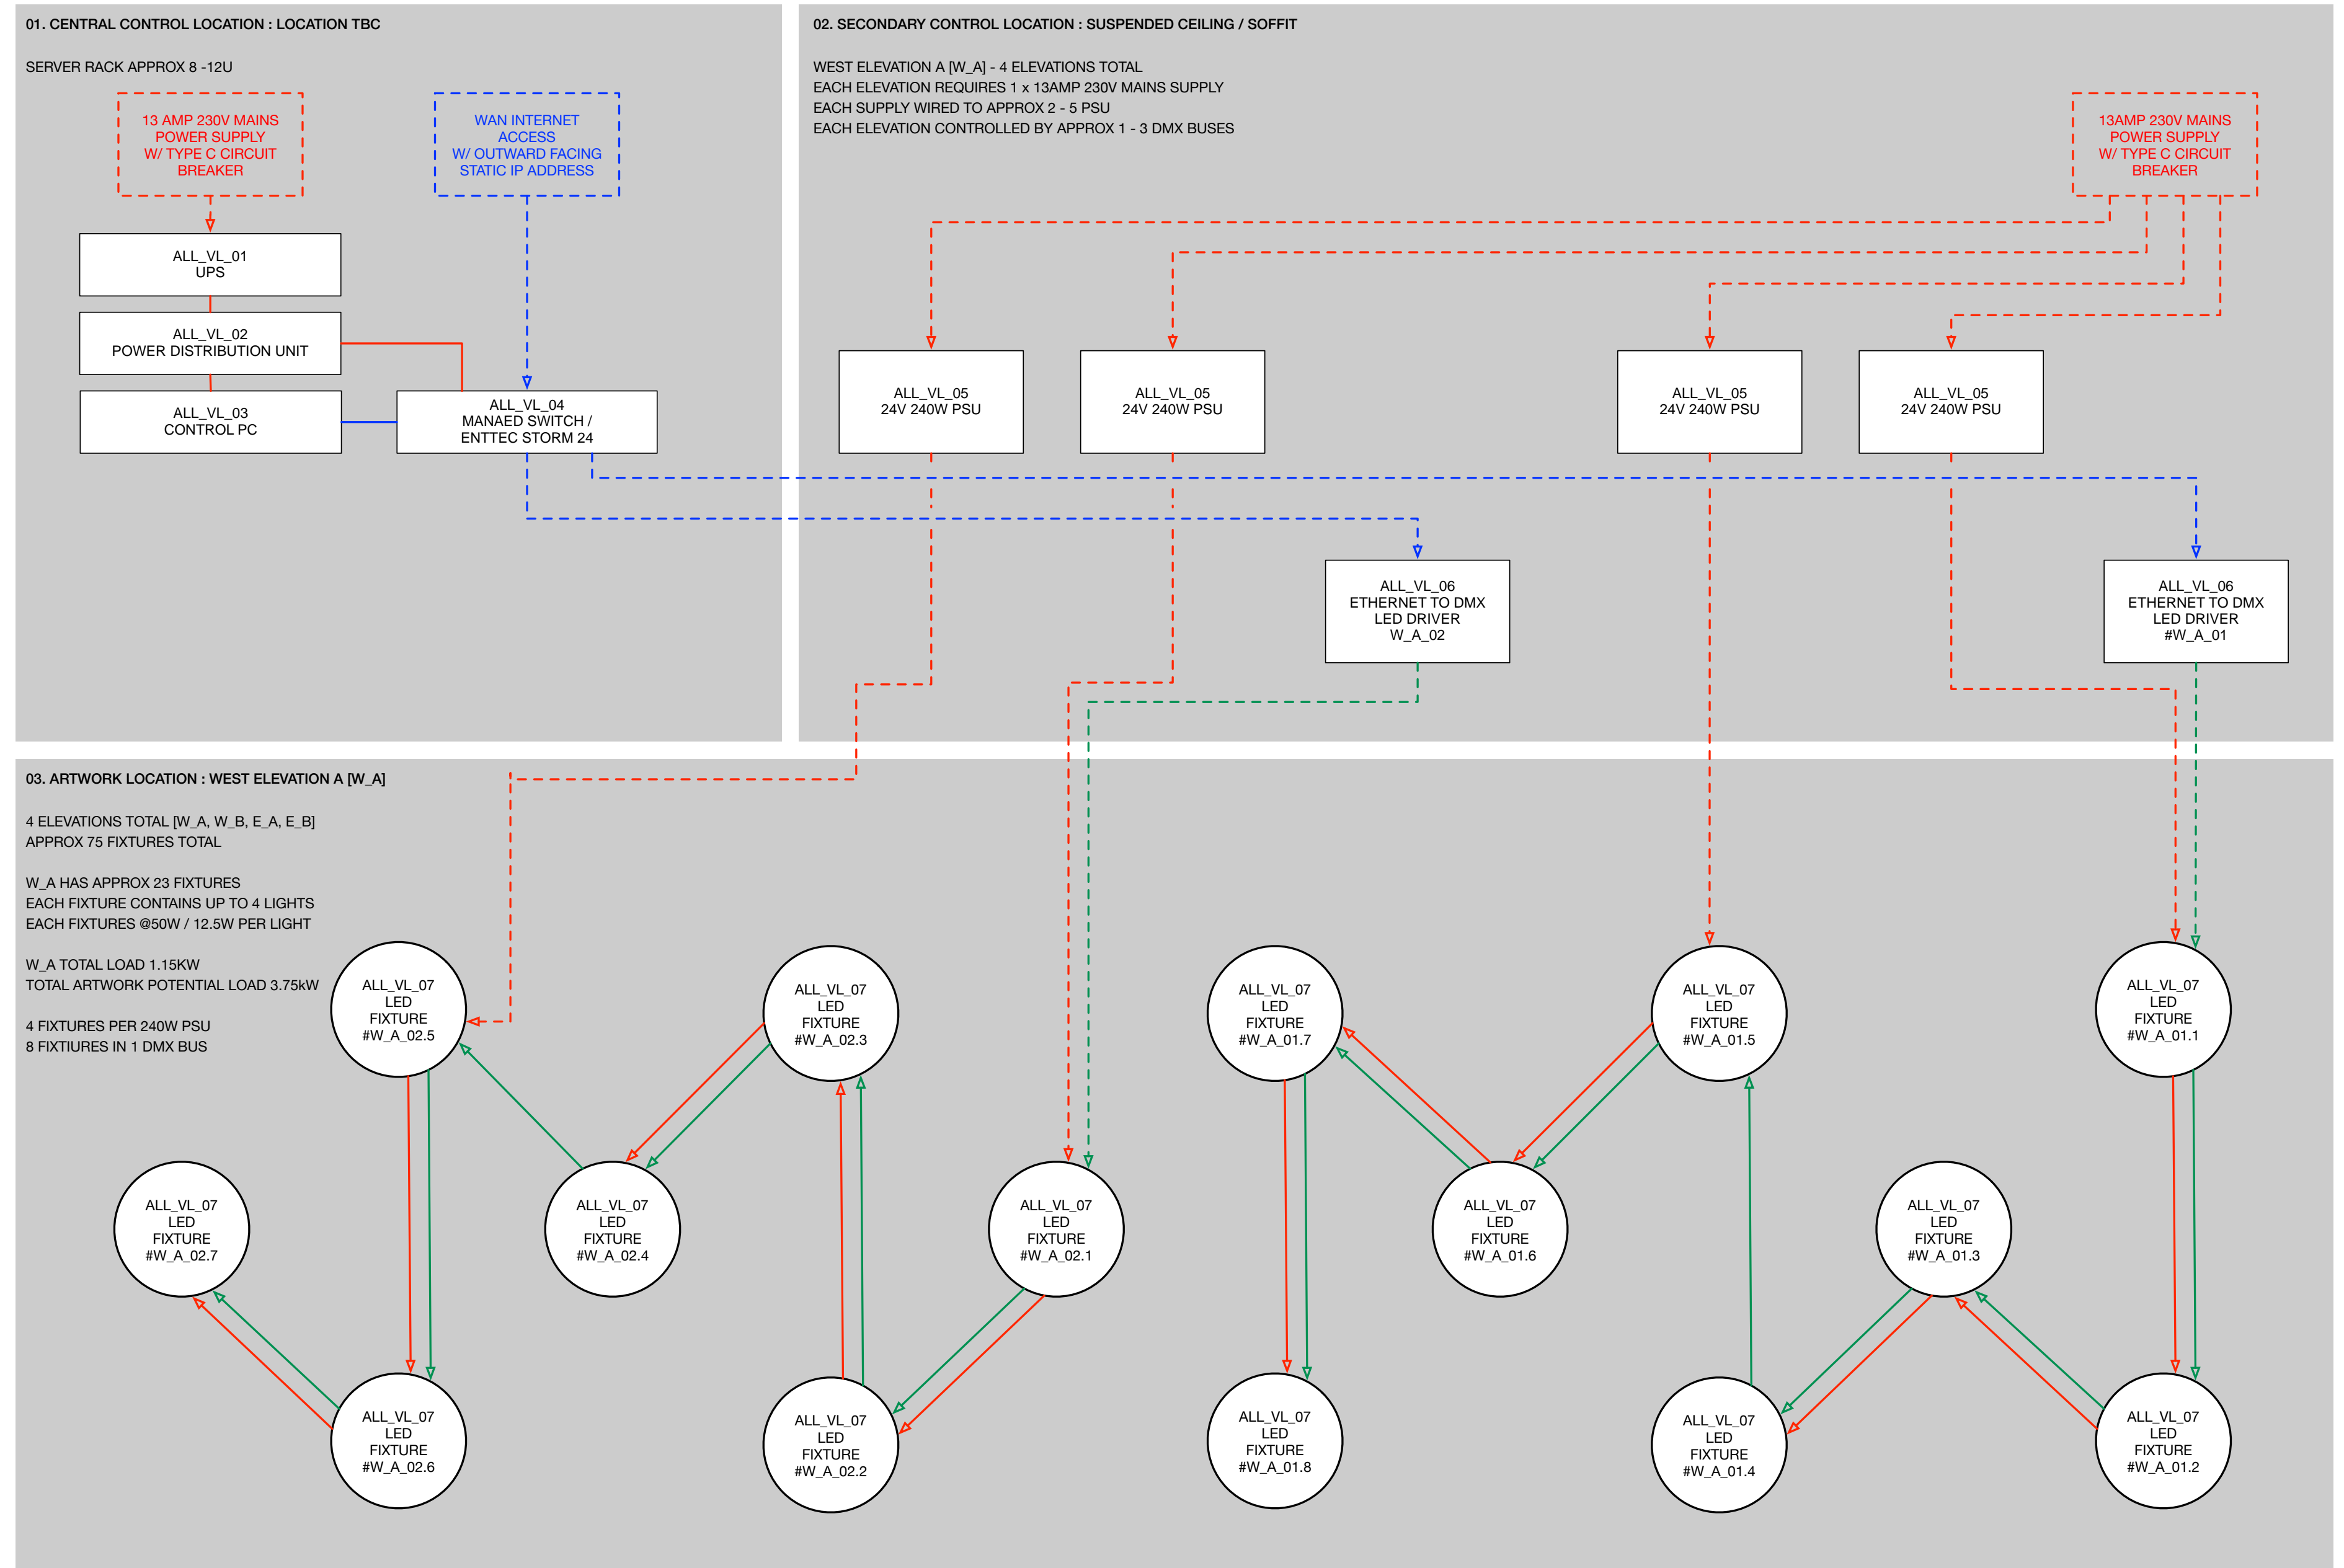 01. CENTRAL CONTROL LOCATION : LOCATION TBC
SERVER RACK APPROX 8 -12U
13 AMP 230V MAINS
POWER SUPPLY
W/ TYPE C CIRCUIT
BREAKER
WAN INTERNET
ACCESS
W/ OUTWARD FACING
STATIC IP ADDRESS
ALL_VL_01
UPS
ALL_VL_02
POWER DISTRIBUTION UNIT
ALL_VL_03
CONTROL PC
ALL_VL_04
MANAED SWITCH /
ENTTEC STORM 24
02. SECONDARY CONTROL LOCATION : SUSPENDED CEILING / SOFFIT
WEST ELEVATION A [W_A] - 4 ELEVATIONS TOTAL
EACH ELEVATION REQUIRES 1 x 13AMP 230V MAINS SUPPLY
EACH SUPPLY WIRED TO APPROX 2 - 5 PSU
EACH ELEVATION CONTROLLED BY APPROX 1 - 3 DMX BUSES
13AMP 230V MAINS
POWER SUPPLY
W/ TYPE C CIRCUIT
BREAKER
ALL_VL_05
24V 240W PSU
ALL_VL_05
24V 240W PSU
ALL_VL_05
24V 240W PSU
ALL_VL_05
24V 240W PSU
ALL_VL_06
ETHERNET TO DMX
LED DRIVER
W_A_02
ALL_VL_06
ETHERNET TO DMX
LED DRIVER
#W_A_01
03. ARTWORK LOCATION : WEST ELEVATION A [W_A]
4 ELEVATIONS TOTAL [W_A, W_B, E_A, E_B]
APPROX 75 FIXTURES TOTAL
W_A HAS APPROX 23 FIXTURES
EACH FIXTURE CONTAINS UP TO 4 LIGHTS
EACH FIXTURES @50W / 12.5W PER LIGHT
W_A TOTAL LOAD 1.15KW
TOTAL ARTWORK POTENTIAL LOAD 3.75kW
4 FIXTURES PER 240W PSU
8 FIXTIURES IN 1 DMX BUS
ALL_VL_07
LED
FIXTURE
#W_A_02.5
ALL_VL_07
LED
FIXTURE
#W_A_02.3
ALL_VL_07
LED
FIXTURE
#W_A_01.7
ALL_VL_07
LED
FIXTURE
#W_A_01.5
ALL_VL_07
LED
FIXTURE
#W_A_01.1
ALL_VL_07
LED
FIXTURE
#W_A_02.7
ALL_VL_07
LED
FIXTURE
#W_A_02.4
ALL_VL_07
LED
FIXTURE
#W_A_02.1
ALL_VL_07
LED
FIXTURE
#W_A_01.6
ALL_VL_07
LED
FIXTURE
#W_A_01.3
ALL_VL_07
LED
FIXTURE
#W_A_02.6
ALL_VL_07
LED
FIXTURE
#W_A_02.2
ALL_VL_07
LED
FIXTURE
#W_A_01.8
ALL_VL_07
LED
FIXTURE
#W_A_01.4
ALL_VL_07
LED
FIXTURE
#W_A_01.2